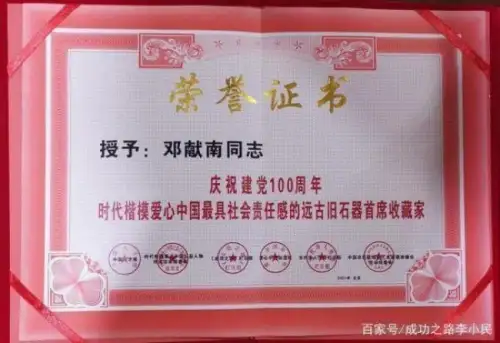 荣誉证书
授予：邓献南同志
庆祝建党100周年
时代楷模爱心中国最具社会责任感的远古旧石器首席收藏家
百家号/成功之路李小民